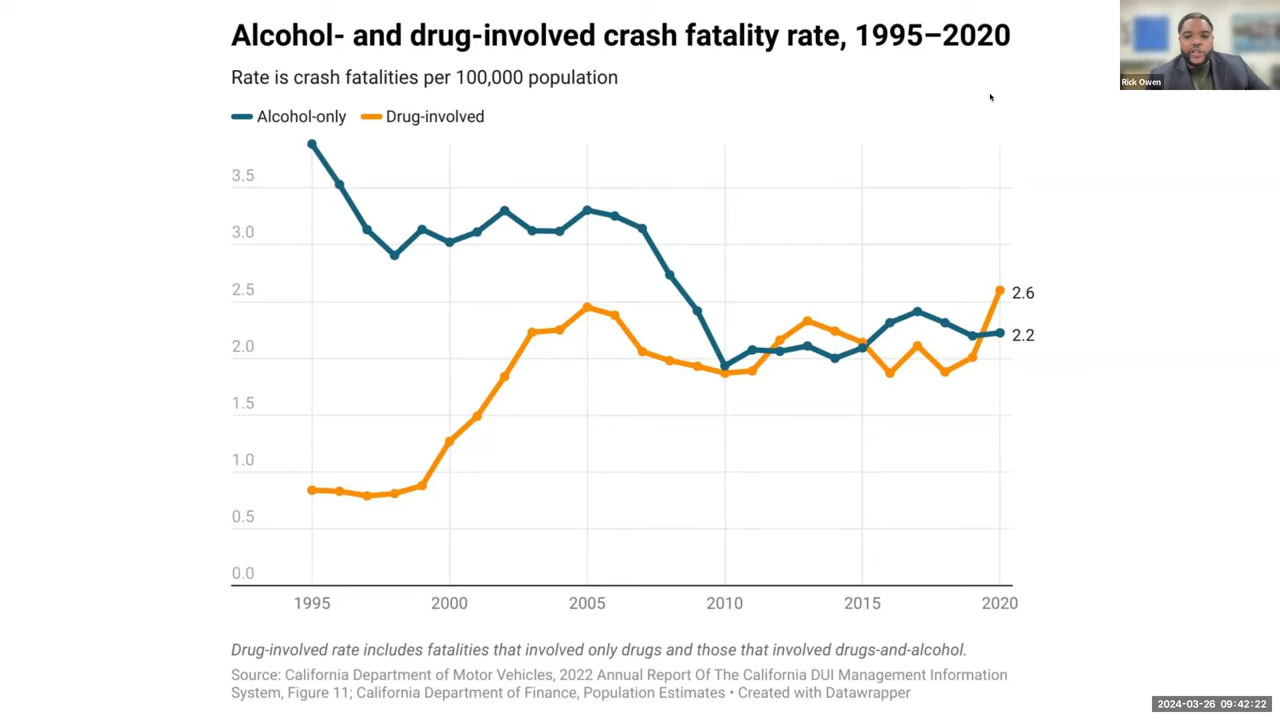 Alcohol- and drug-involved crash fatality rate, 1995–2020
Rate is crash fatalities per 100,000 population
Alcohol-only Drug-involved
3.5
3.0
2.5
2.0
1.5
1.0
0.5
0.0
2.6
2.2
1995 2000 2005 2010 2015 2020
Drug-involved rate includes fatalities that involved only drugs and those that involved drugs-and-alcohol.
Source: California Department of Motor Vehicles, 2022 Annual Report Of The California DUI Management Information
System, Figure 11; California Department of Finance, Population Estimates • Created with Datawrapper
Rick Owen
2024-03-26 09:42:22